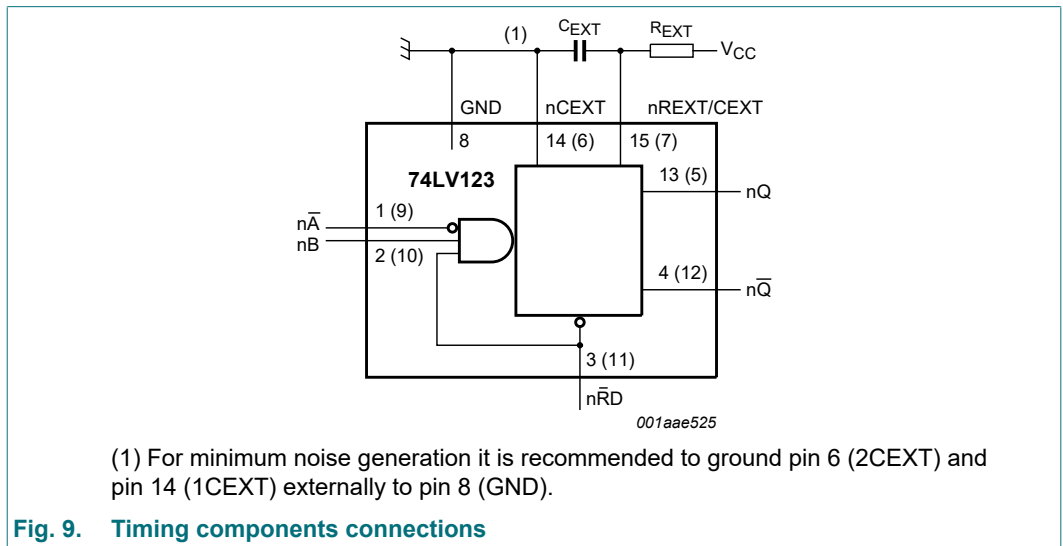 (1)
CEXT
REXT
VCC
GND
nCEXT
nREXT/CEXT
8
14 (6)
15 (7)
74LV123
13 (5)
nQ
1 (9)
nA̅
nB
2 (10)
4 (12)
nQ̅
3 (11)
nR̅D
001aae525
(1) For minimum noise generation it is recommended to ground pin 6 (2CEXT) and
pin 14 (1CEXT) externally to pin 8 (GND).
Fig. 9. Timing components connections